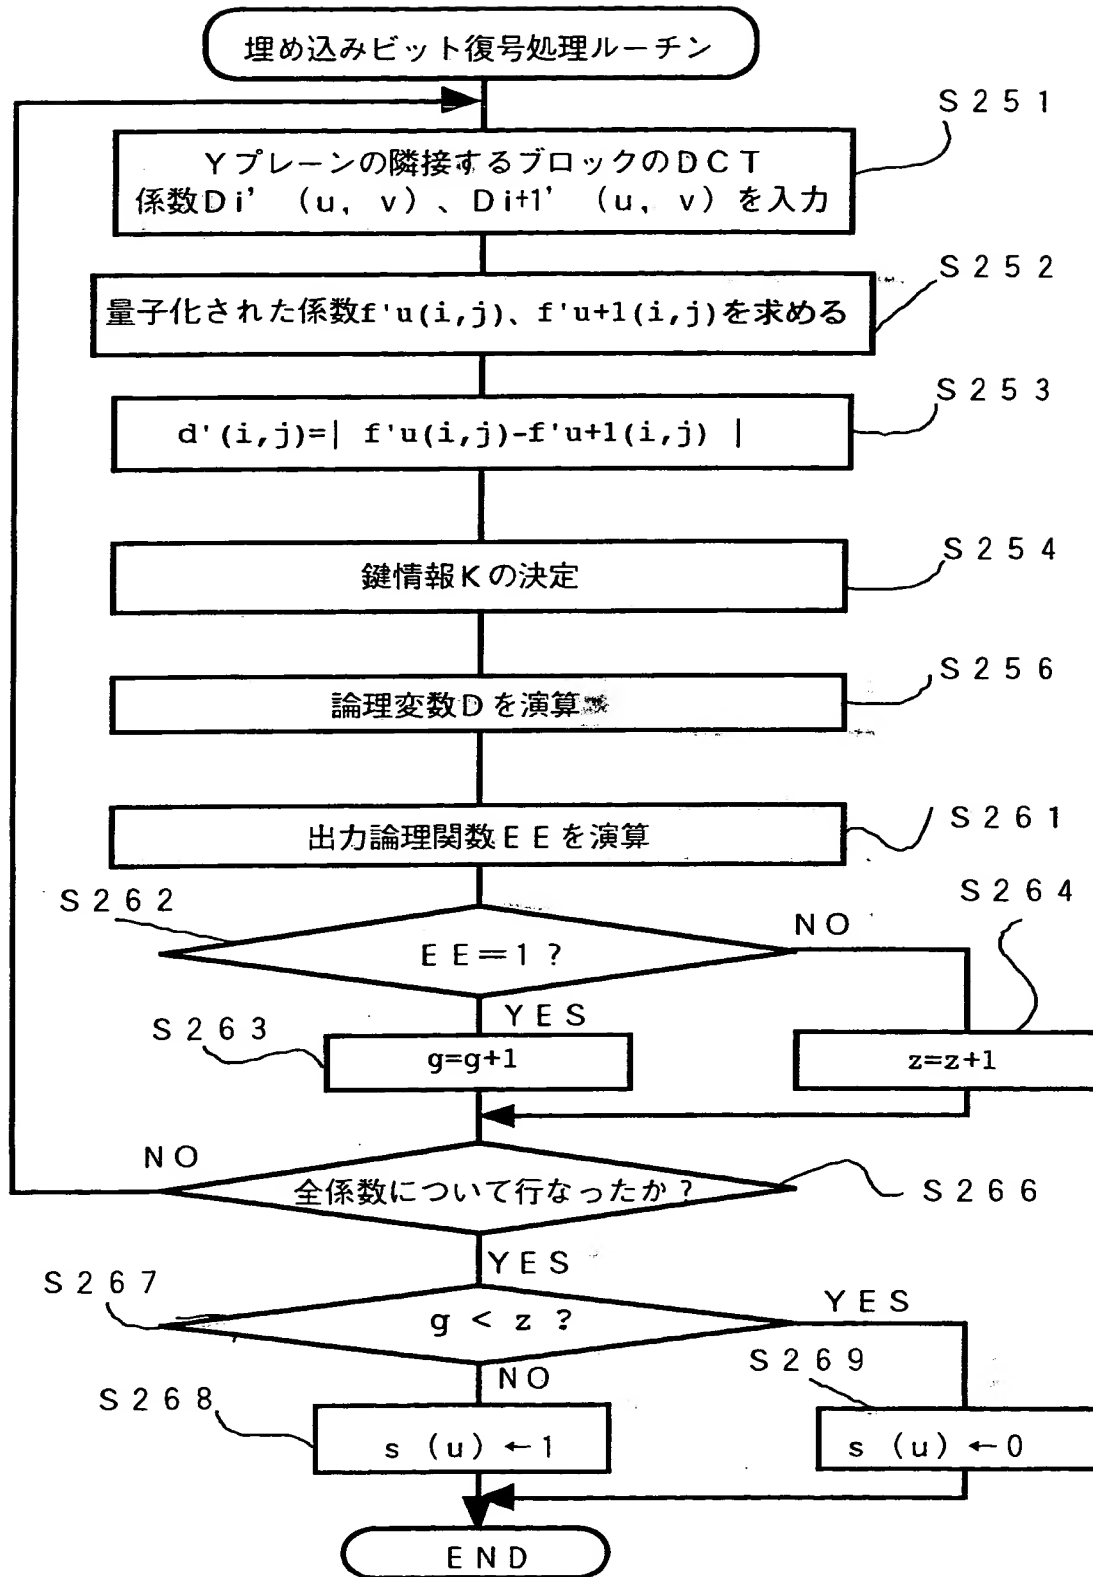 埋め込みビット復号処理ルーチン
S251
Yプレーンの隣接するブロックのDCT
係数Di'（u，v）、Di+1'（u，v）を入力
S252
量子化された係数f'u(i,j)、f'u+1(i,j)を求める
S253
d'(i,j)=| f'u(i,j)-f'u+1(i,j) |
S254
鍵情報Kの決定
S256
論理変数Dを演算
S261
出力論理関数EEを演算
S262
S264
EE＝1？
NO
YES
S263
g=g+1
z=z+1
NO
全係数について行なったか？
S266
YES
S267
g < z ?
YES
NO
S269
S268
s（u）←1
s（u）←0
END